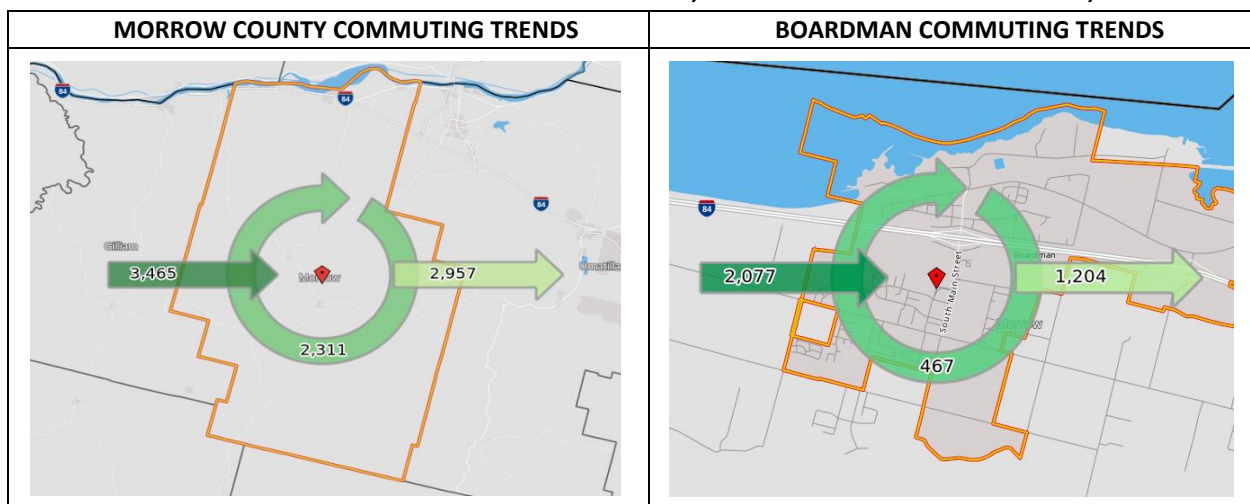 MORROW COUNTY COMMUTING TRENDS
BOARDMAN COMMUTING TRENDS
84
84
84
Gilliam
3,465
Morrow
2,957
Umatilla
2,311
84
Boardman
2,077
South Main Street
1,204
Morrow
467